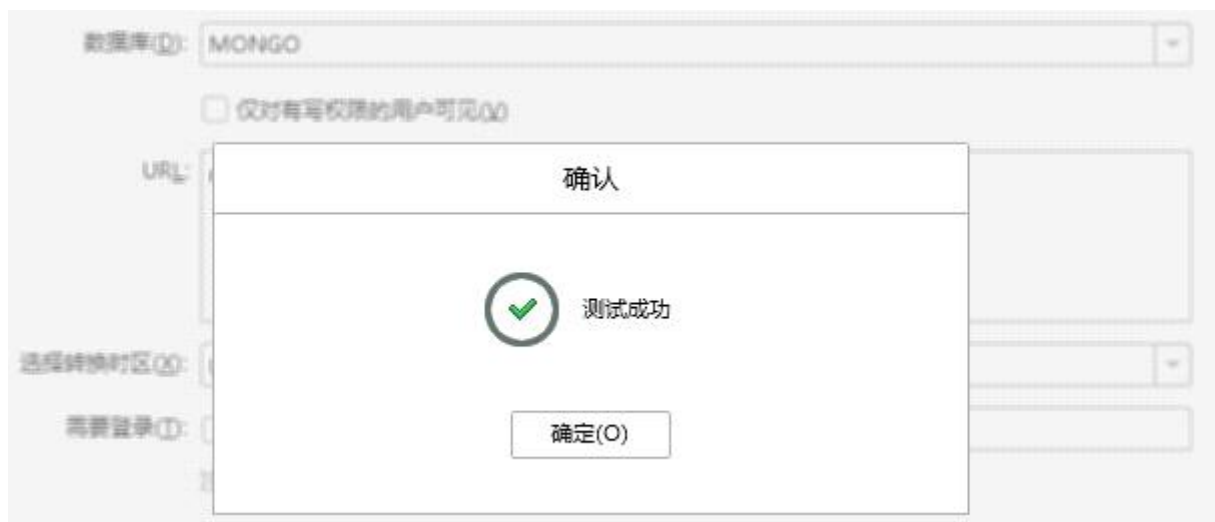 数据库(D): MONGO
仅对有写权限的用户可见(V)
URL:
确认
测试成功
选择转换时区(X):
需要登录(T):
确定(O)